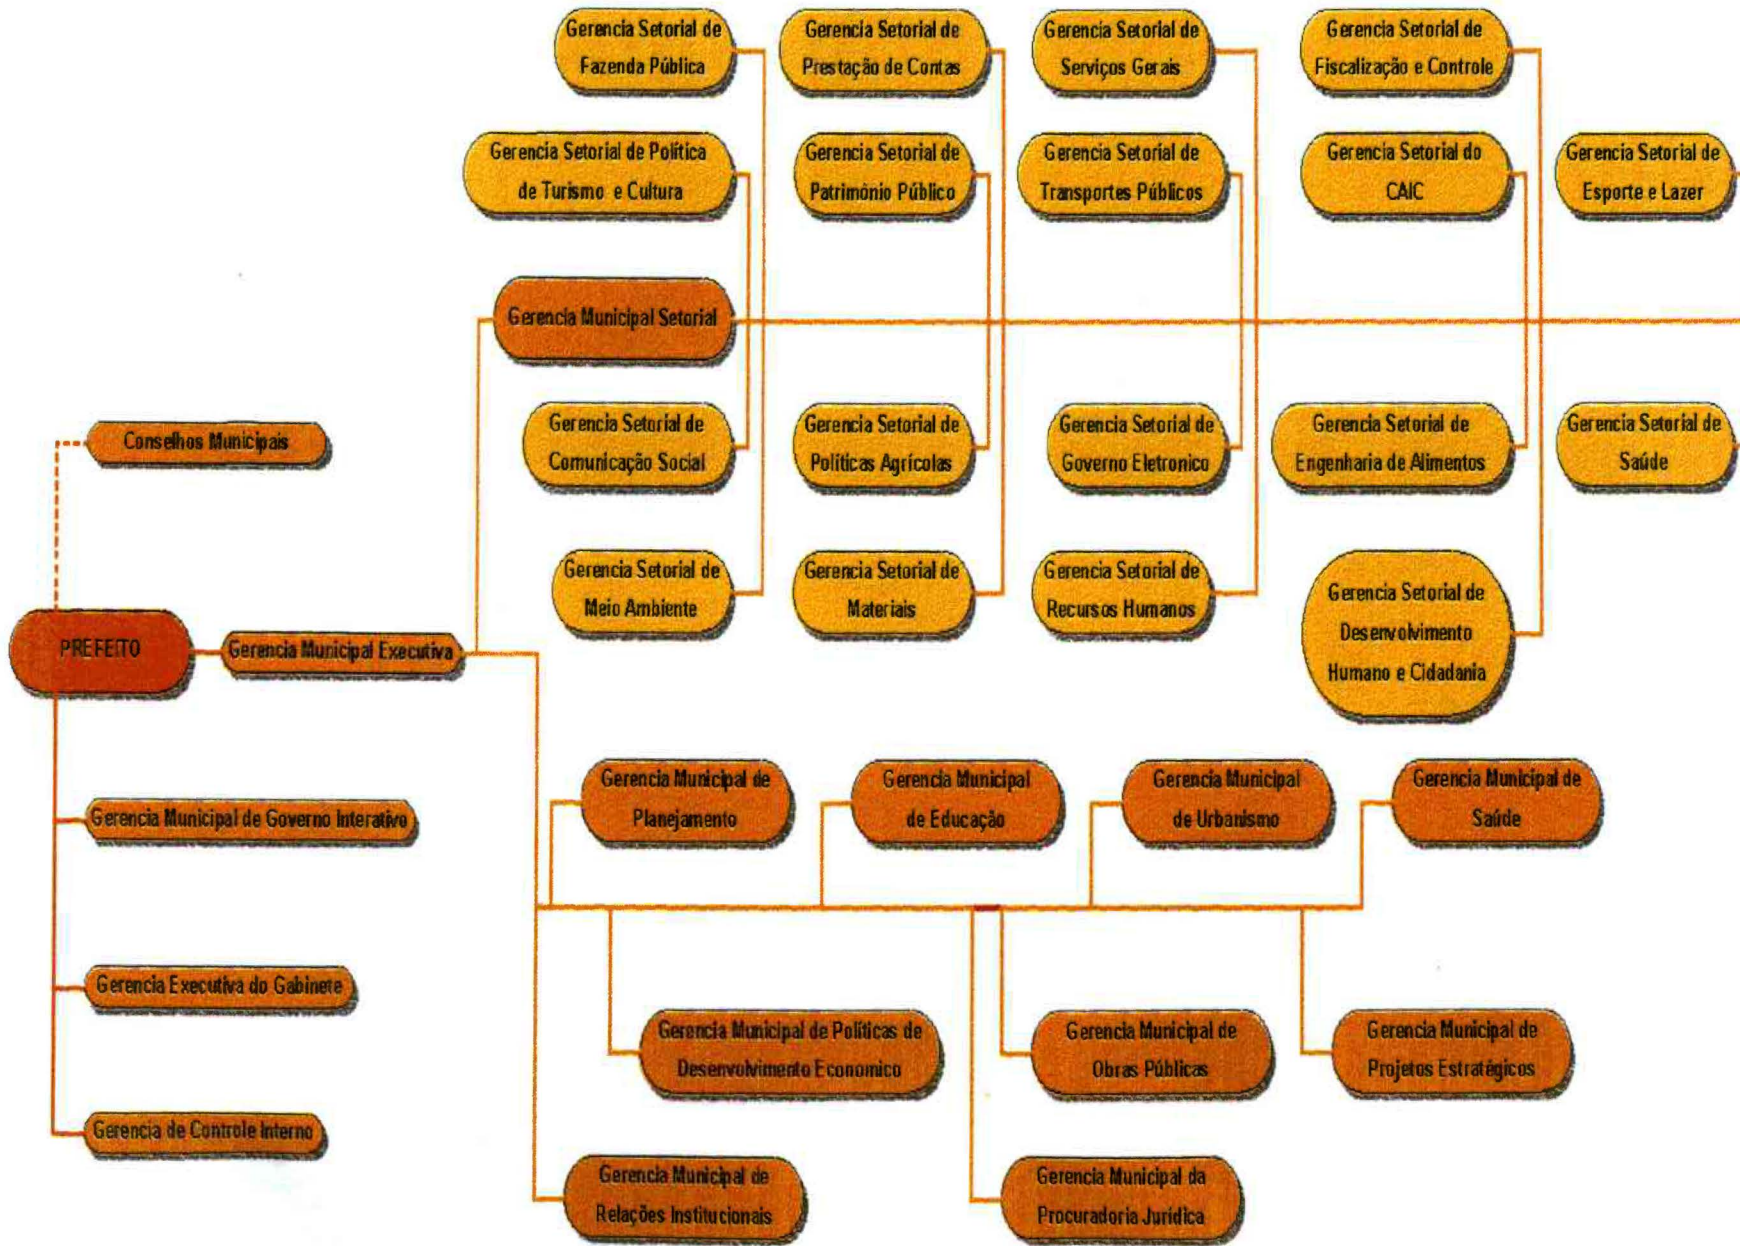 Gerencia Setorial de
Fazenda Pública
Gerencia Setorial de
Prestação de Contas
Gerencia Setorial de
Serviços Gerais
Gerencia Setorial de
Fiscalização e Controle
Gerencia Setorial de Política
de Turismo e Cultura
Gerencia Setorial de
Patrimônio Público
Gerencia Setorial de
Transportes Públicos
Gerencia Setorial do
CAIC
Gerencia Setorial de
Esporte e Lazer
Gerencia Municipal Setorial
Conselhos Municipais
Gerencia Setorial de
Comunicação Social
Gerencia Setorial de
Políticas Agrícolas
Gerencia Setorial de
Governo Eletronico
Gerencia Setorial de
Engenharia de Alimentos
Gerencia Setorial de
Saúde
Gerencia Setorial de
Meio Ambiente
Gerencia Setorial de
Materiais
Gerencia Setorial de
Recursos Humanos
Gerencia Setorial de
Desenvolvimento
Humano e Cidadania
PREFEITO
Gerencia Municipal Executiva
Gerencia Municipal de
Planejamento
Gerencia Municipal
de Educação
Gerencia Municipal
de Urbanismo
Gerencia Municipal de
Saúde
Gerencia Municipal de Governo Interativo
Gerencia Executiva do Gabinete
Gerencia Municipal de Políticas de
Desenvolvimento Economico
Gerencia Municipal de
Obras Públicas
Gerencia Municipal de
Projetos Estratégicos
Gerencia de Controle Interno
Gerencia Municipal de
Relações Institucionais
Gerencia Municipal da
Procuradoria Jurídica